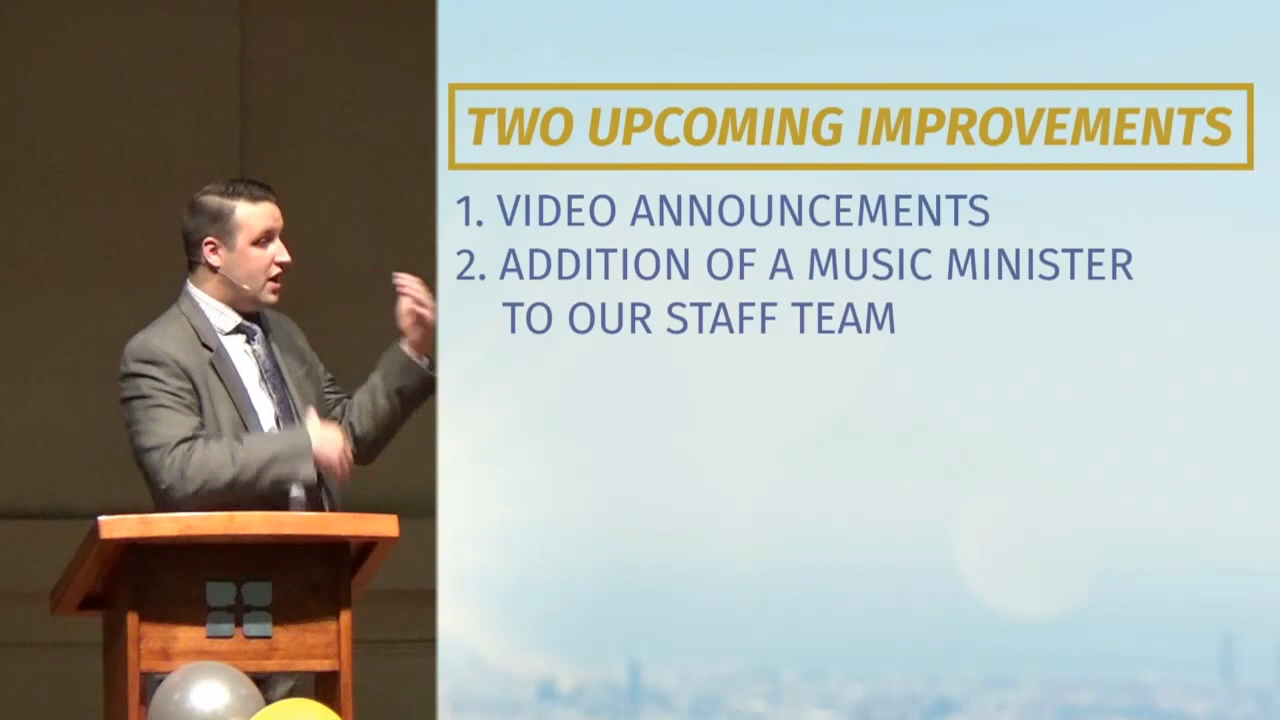 TWO UPCOMING IMPROVEMENTS
1. VIDEO ANNOUNCEMENTS
2. ADDITION OF A MUSIC MINISTER
TO OUR STAFF TEAM